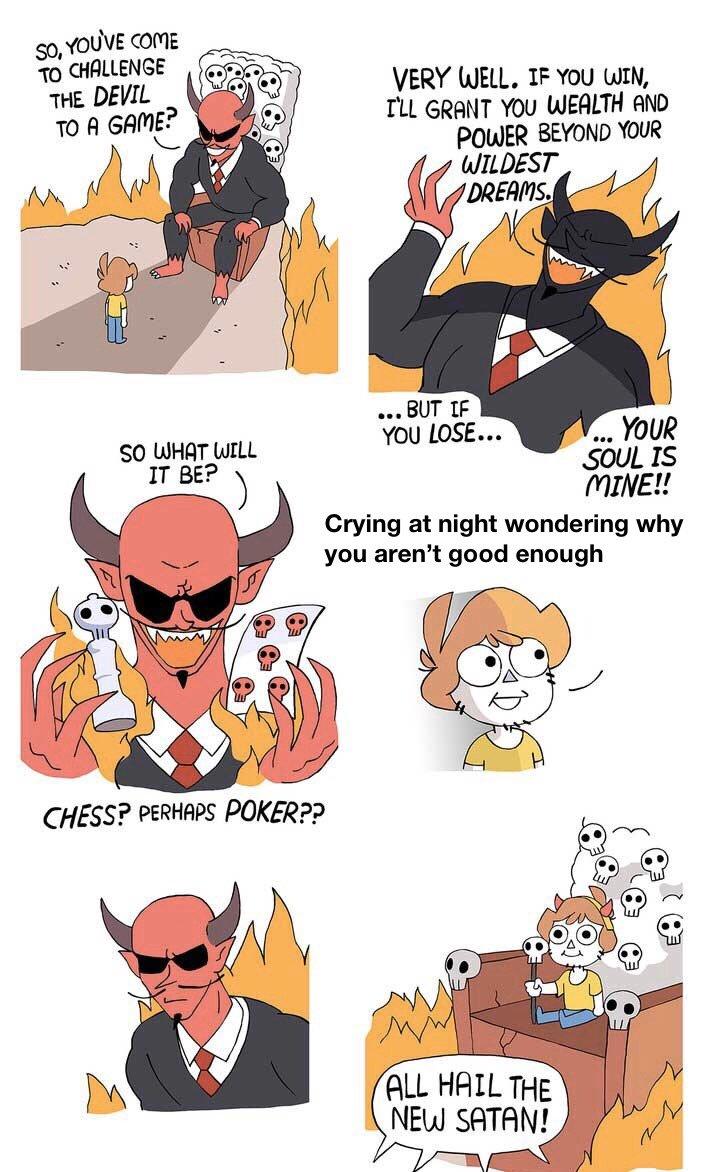 SO, YOU'VE COME
TO CHALLENGE
THE DEVIL
TO A GAME?
VERY WELL. IF YOU WIN,
I'LL GRANT YOU WEALTH AND
POWER BEYOND YOUR
WILDEST
DREAMS.
... BUT IF
YOU LOSE...
... YOUR
SOUL IS
MINE!!
SO WHAT WILL
IT BE?
CHESS? PERHAPS POKER??
Crying at night wondering why
you aren't good enough
ALL HAIL THE
NEW SATAN!